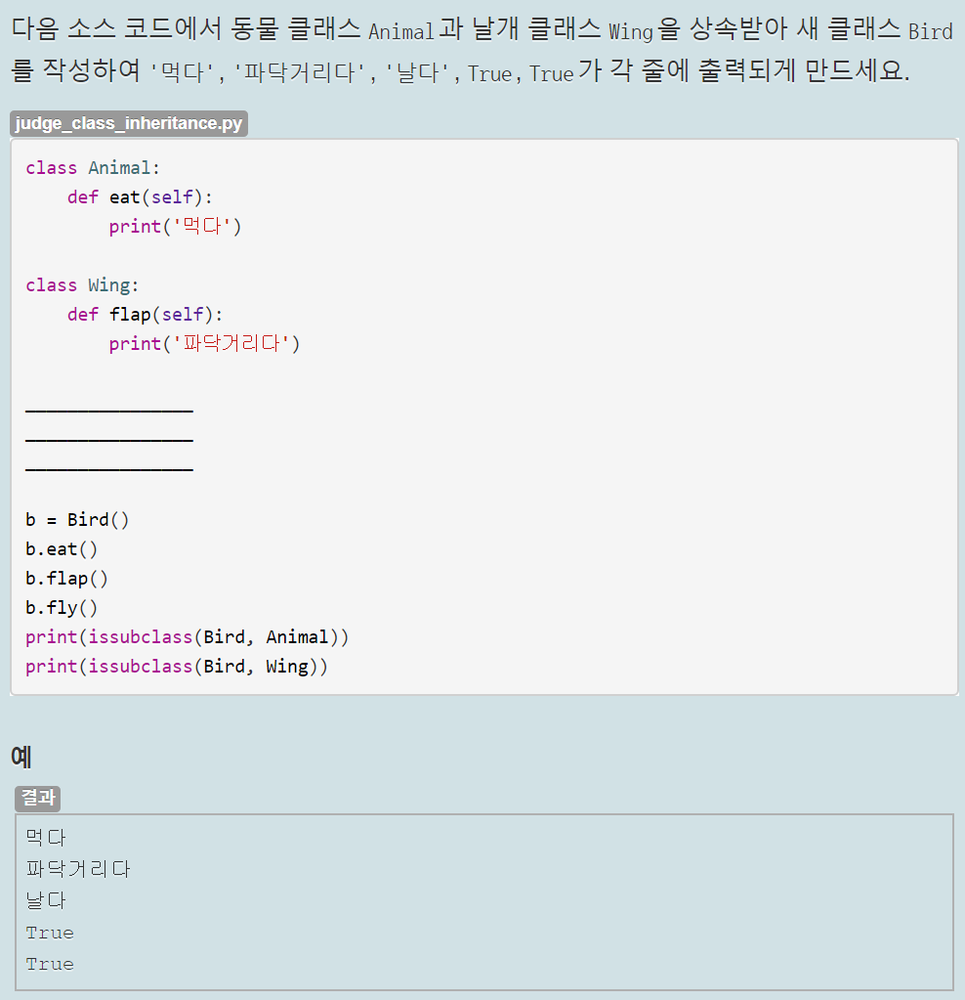 다음 소스 코드에서 동물 클래스 Animal과 날개 클래스 Wing을 상속받아 새 클래스 Bird
를 작성하여 '먹다', '파닥거리다', '날다', True, True가 각 줄에 출력되게 만드세요.
judge_class_inheritance.py
class Animal:
    def eat(self):
        print('먹다')
class Wing:
    def flap(self):
        print('파닥거리다')
________________
________________
________________
b = Bird()
b.eat()
b.flap()
b.fly()
print(issubclass(Bird, Animal))
print(issubclass(Bird, Wing))
예
결과
먹다
파닥거리다
날다
True
True